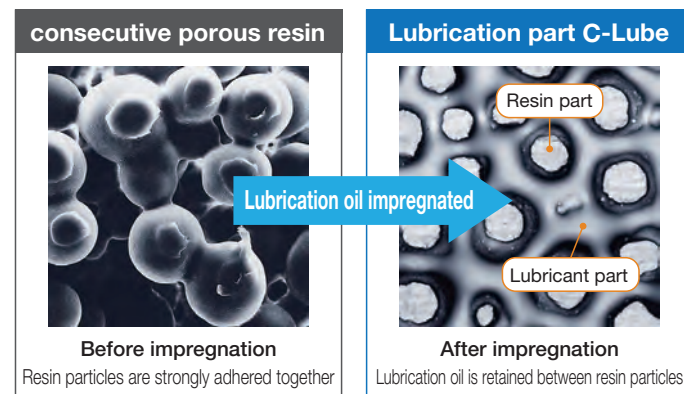 consecutive porous resin
Lubrication part C-Lube
Resin part
Lubrication oil impregnated
Lubricant part
Before impregnation
Resin particles are strongly adhered together
After impregnation
Lubrication oil is retained between resin particles